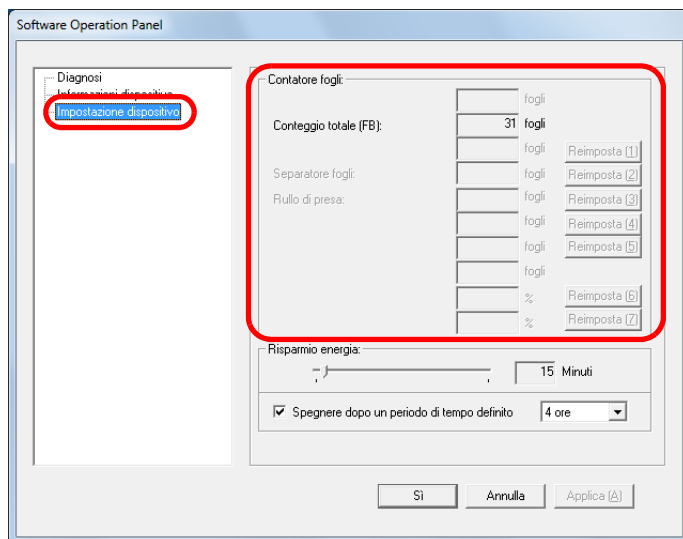 Software Operation Panel
Diagnosi
Informazioni dispositivo
Impostazione dispositivo
Contatore fogli:
fogli
Conteggio totale (FB): 31 fogli
fogli Reimposta (1)
Separatore fogli: fogli Reimposta (2)
Rullo di presa: fogli Reimposta (3)
fogli Reimposta (4)
fogli Reimposta (5)
fogli
% Reimposta (6)
% Reimposta (7)
Risparmio energia:
15 Minuti
Spegnere dopo un periodo di tempo definito 4 ore
Sì Annulla Applica (A)